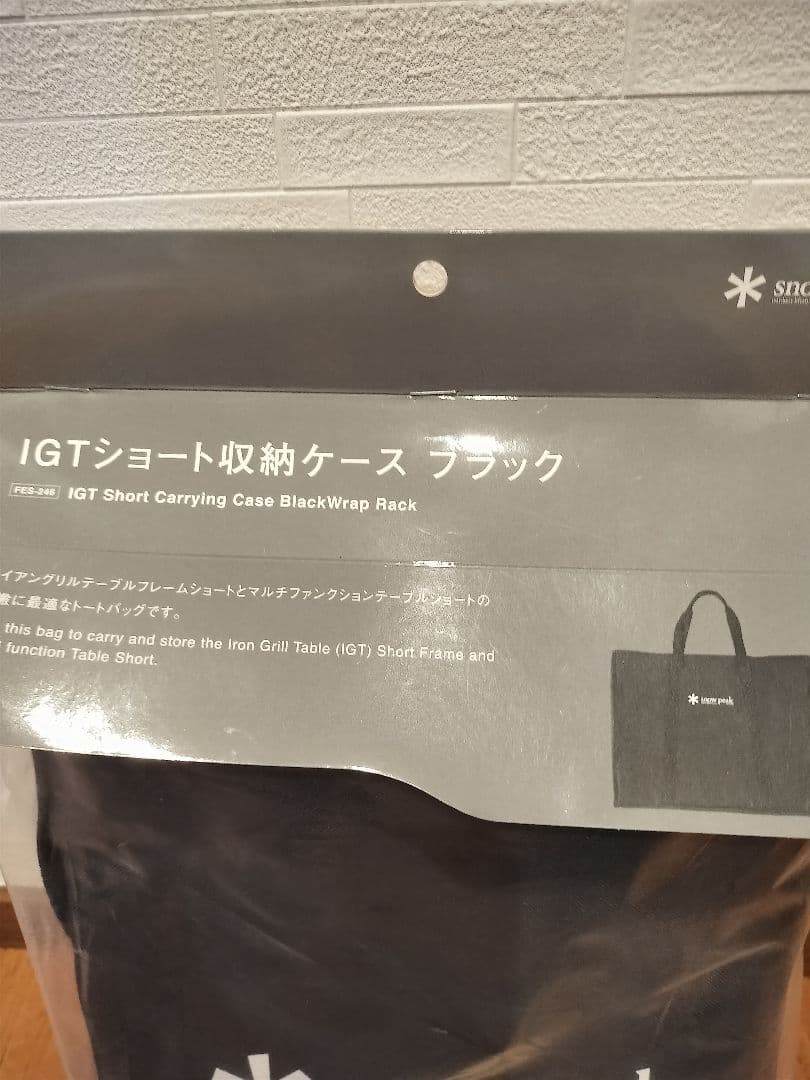 IGTショート収納ケース ブラック
FES-246 IGT Short Carrying Case BlackWrap Rack
イアングリルテーブルフレームショートとマルチファンクションテーブルショートの
に最適なトートバッグです。
this bag to carry and store the Iron Grill Table (IGT) Short Frame and
function Table Short.
snow peak